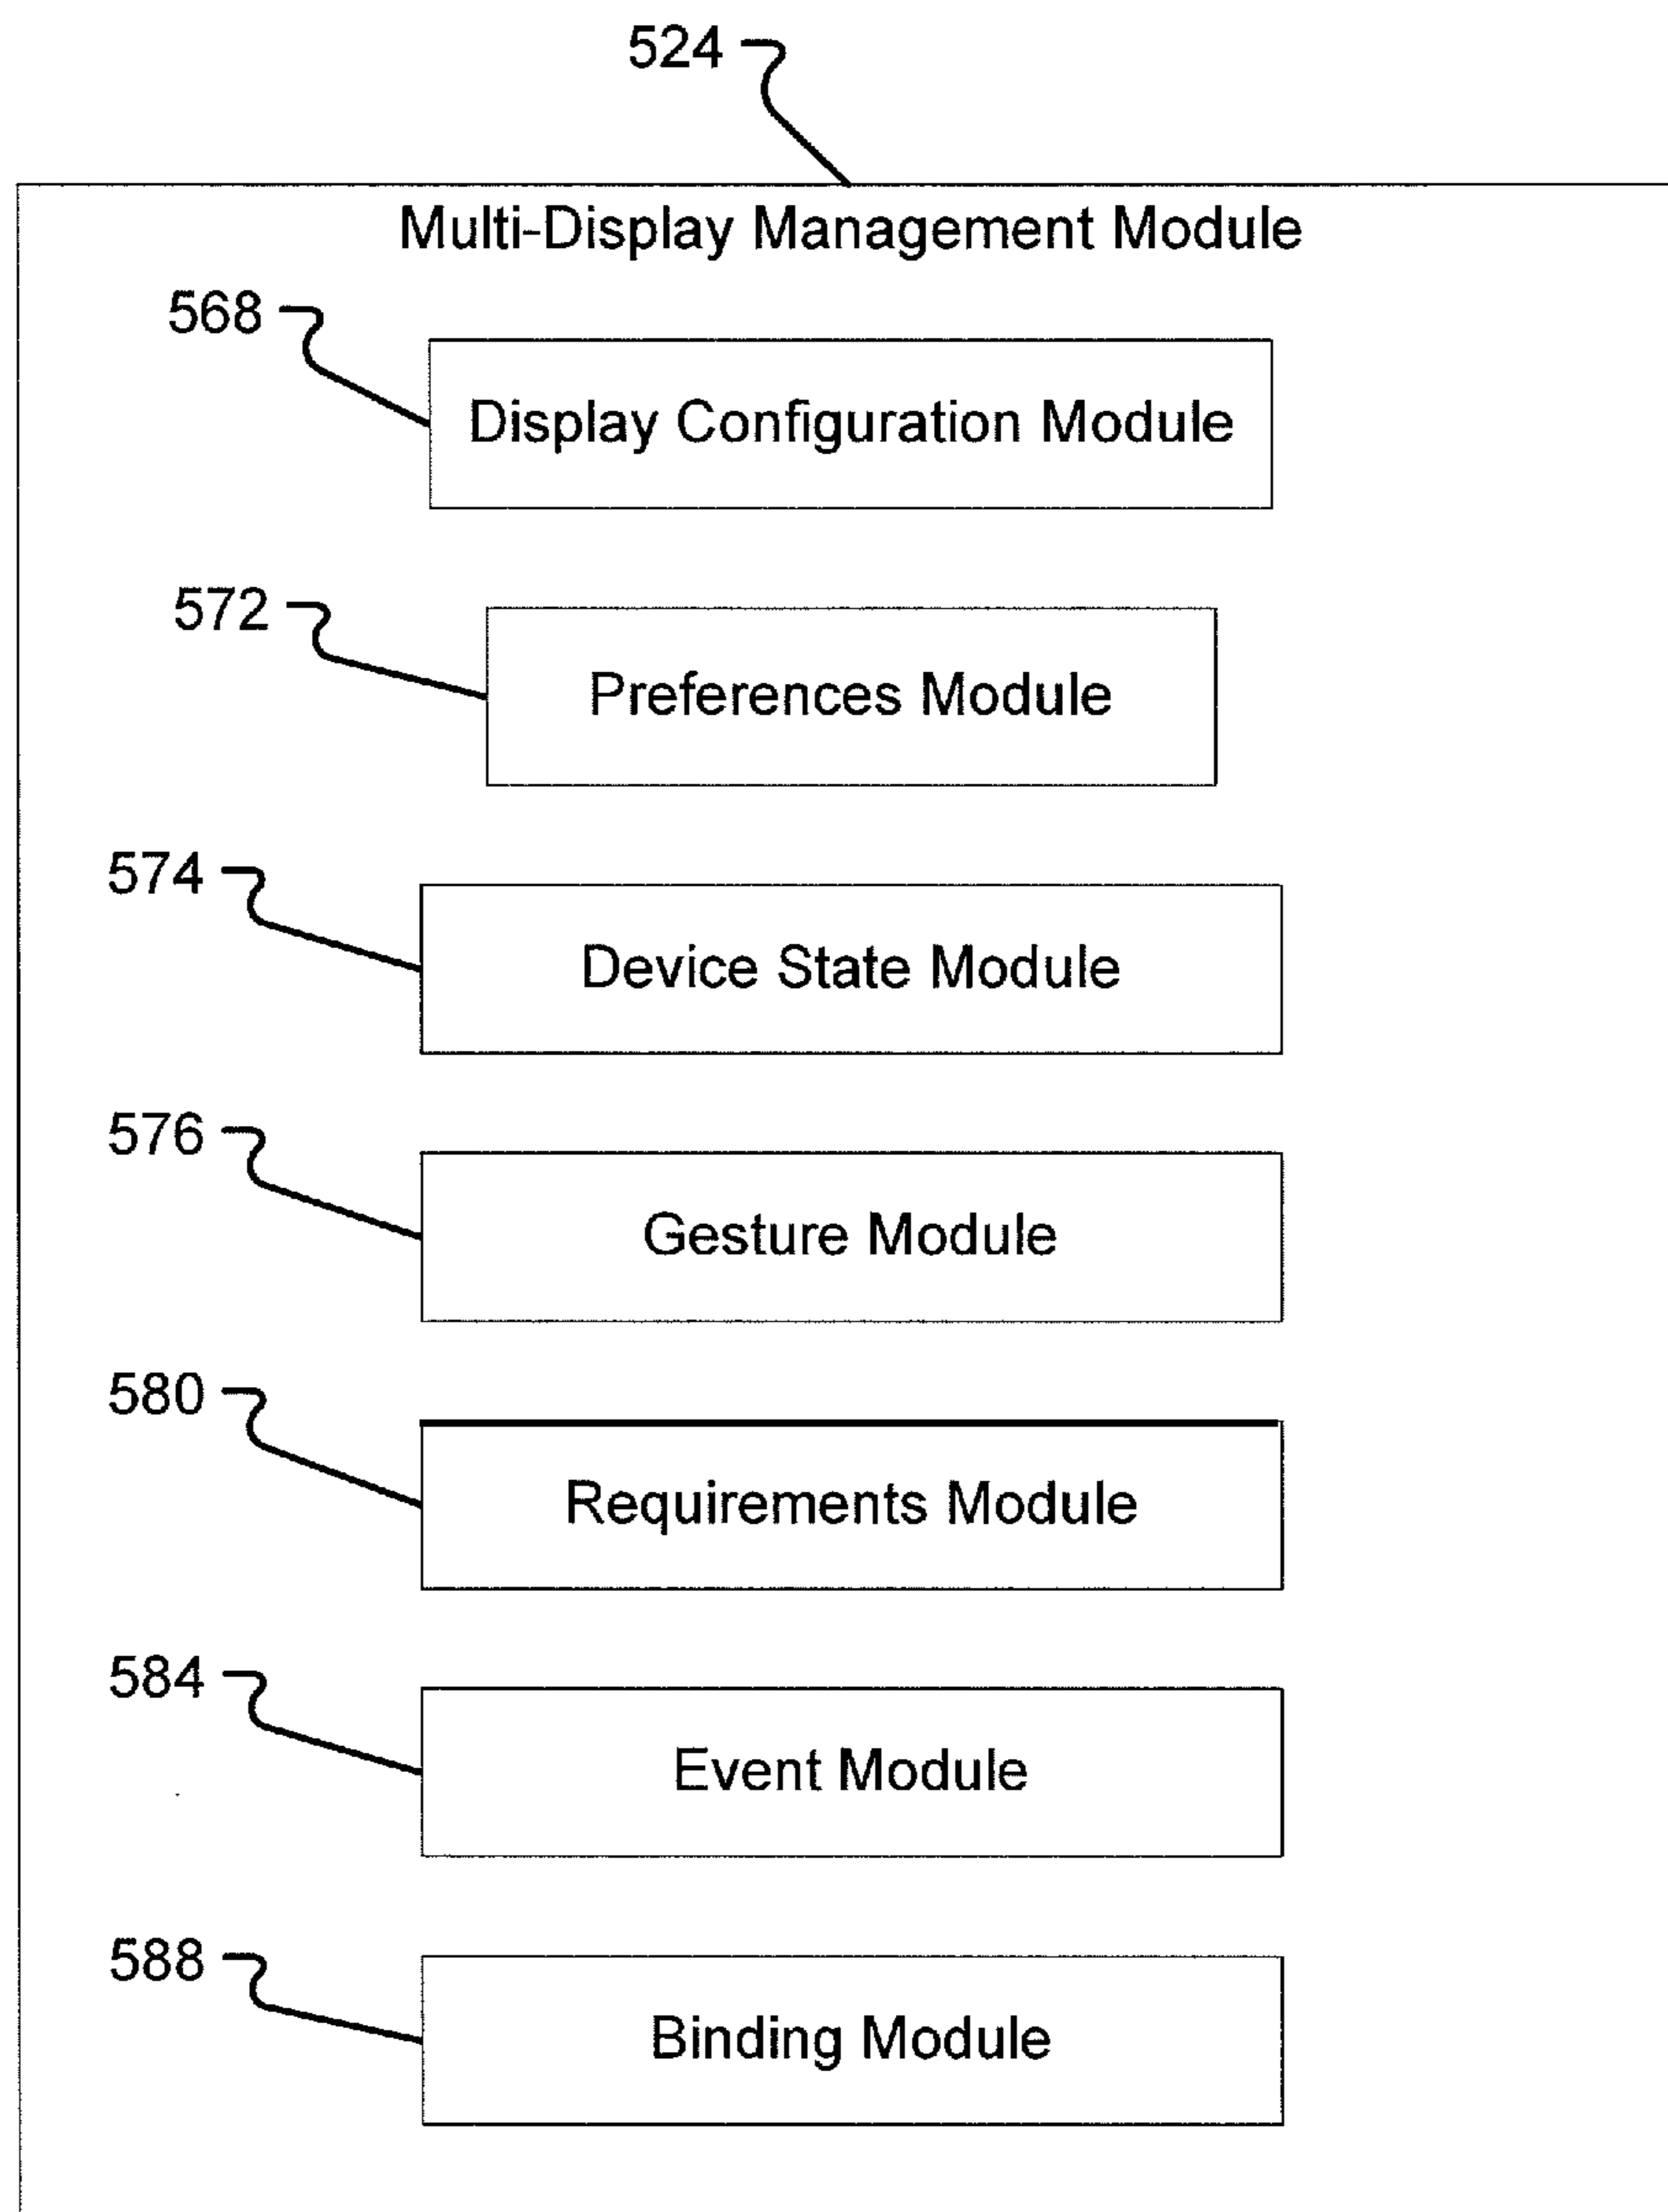 524
Multi-Display Management Module
568
Display Configuration Module
572
Preferences Module
574
Device State Module
576
Gesture Module
580
Requirements Module
584
Event Module
588
Binding Module